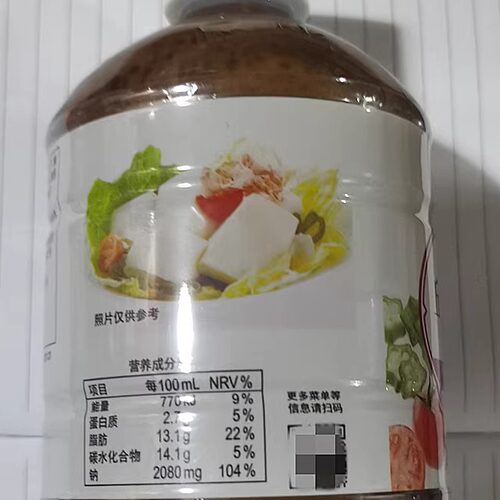 照片仅供参考
营养成分
项目 每100mL NRV%
能量 770kJ 9%
蛋白质 2.7g 5%
脂肪 13.1g 22%
碳水化合物 14.1g 5%
钠 2080mg 104%
更多菜单等
信息请扫码